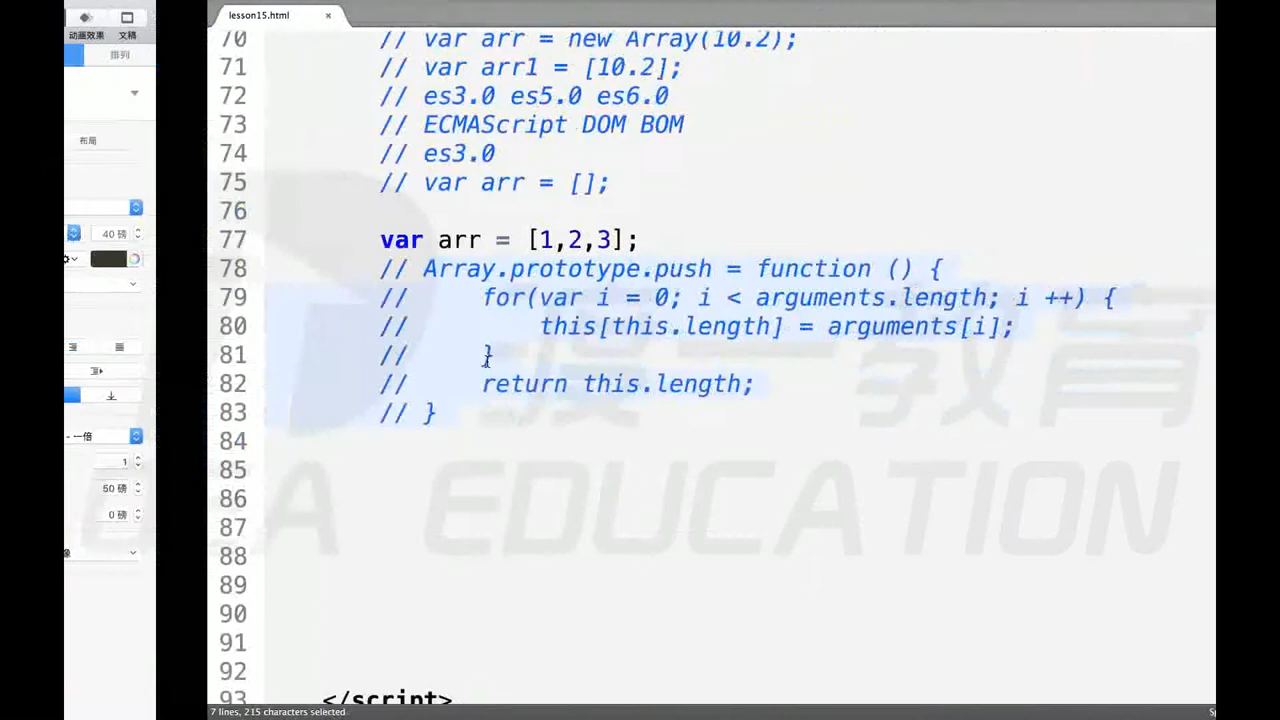 lesson15.html ×
动画效果 文稿
排列
布局
40 磅
- 一倍
1
50 磅
0 磅
70 // var arr = new Array(10.2);
71 // var arr1 = [10.2];
72 // es3.0 es5.0 es6.0
73 // ECMAScript DOM BOM
74 // es3.0
75 // var arr = [];
76
77 var arr = [1,2,3];
78 // Array.prototype.push = function () {
79 // for(var i = 0; i < arguments.length; i ++) {
80 // this[this.length] = arguments[i];
81 // }
82 // return this.length;
83 // }
84
85
86
87
88
89
90
91
92
93 </script>
渡一教育
EDUCATION
7 lines, 215 characters selected